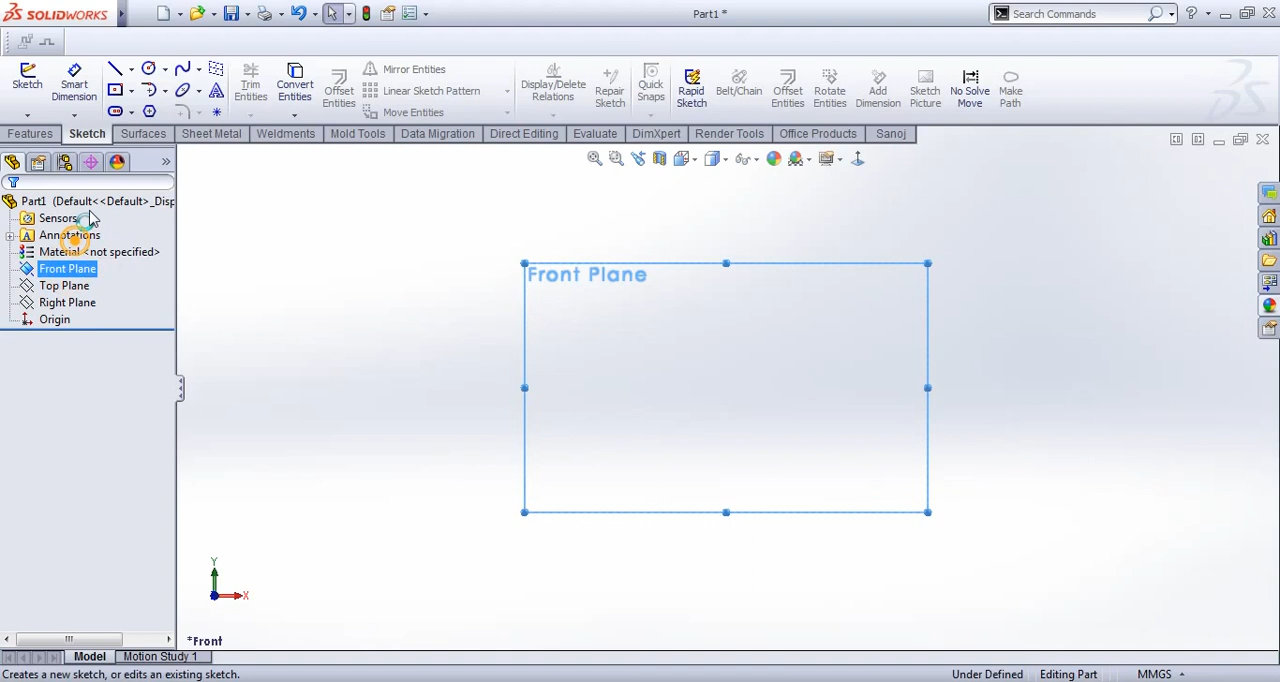 SOLIDWORKS
Part1 *
Search Commands
Sketch
Smart Dimension
Trim Entities
Convert Entities
Offset Entities
Mirror Entities
Linear Sketch Pattern
Move Entities
Display/Delete Relations
Repair Sketch
Quick Snaps
Rapid Sketch
Belt/Chain
Offset Entities
Rotate Entities
Add Dimension
Sketch Picture
No Solve Move
Make Path
Features
Sketch
Surfaces
Sheet Metal
Weldments
Mold Tools
Data Migration
Direct Editing
Evaluate
DimXpert
Render Tools
Office Products
Sanoj
Part1 (Default<<Default>_Disp
Sensors
Annotations
Material <not specified>
Front Plane
Top Plane
Right Plane
Origin
Front Plane
Y
X
*Front
Model
Motion Study 1
Creates a new sketch, or edits an existing sketch.
Under Defined
Editing Part
MMGS